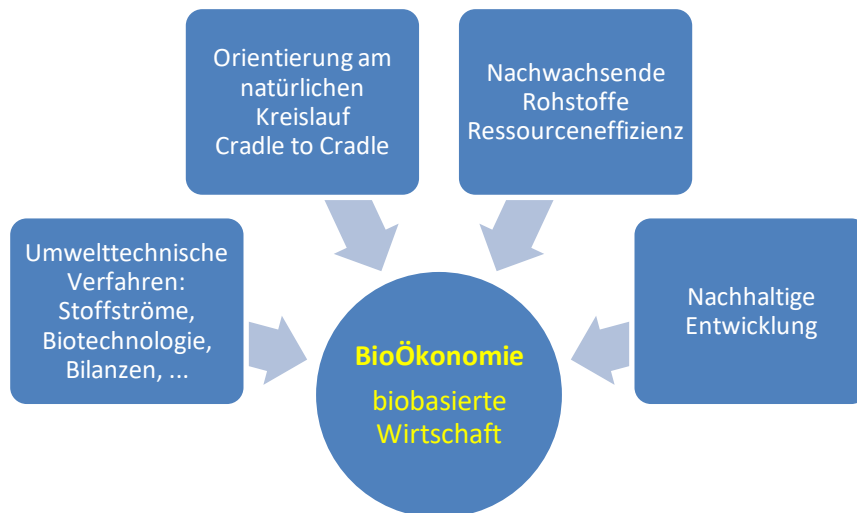 Orientierung am
natürlichen
Kreislauf
Cradle to Cradle
Nachwachsende
Rohstoffe
Ressourceneffizienz
Umwelttechnische
Verfahren:
Stoffströme,
Biotechnologie,
Bilanzen, ...
Nachhaltige
Entwicklung
BioÖkonomie
biobasierte
Wirtschaft